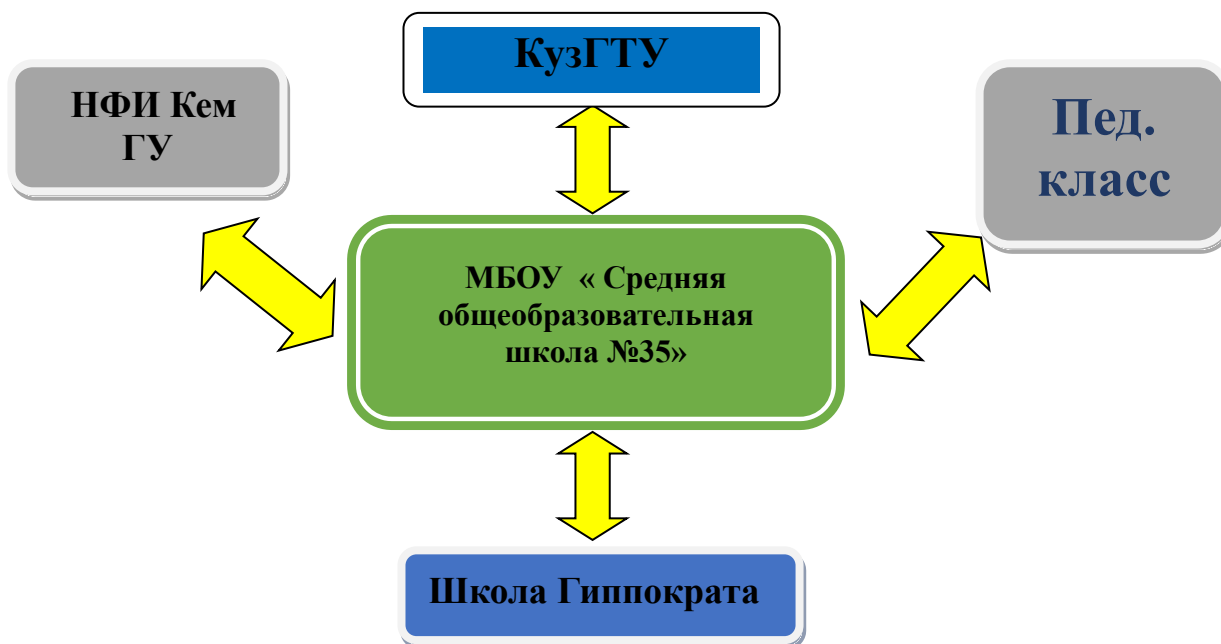 КузГТУ
НФИ Кем
ГУ
Пед.
класс
МБОУ « Средняя
общеобразовательная
школа №35»
Школа Гиппократа